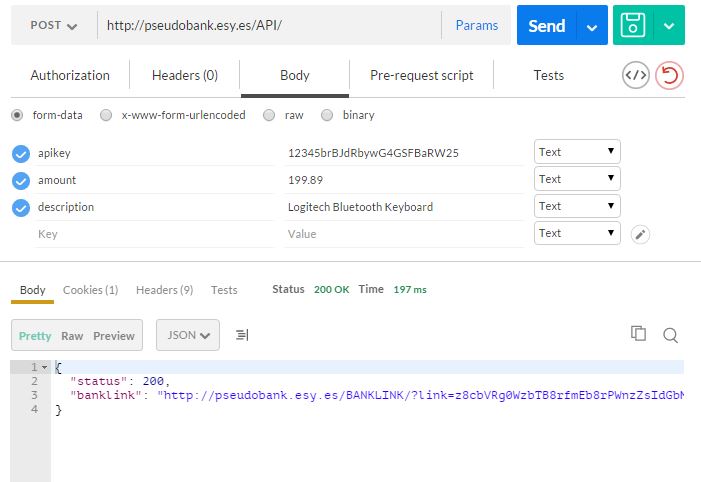 POST http://pseudobank.esy.es/API/ Params Send
Authorization Headers (0) Body Pre-request script Tests </>
form-data x-www-form-urlencoded raw binary
apikey 12345brBJdRbywG4GSFBaRW25 Text
amount 199.89 Text
description Logitech Bluetooth Keyboard Text
Key Value Text
Body Cookies (1) Headers (9) Tests Status 200 OK Time 197 ms
Pretty Raw Preview JSON
1 {
2 "status": 200,
3 "banklink": "http://pseudobank.esy.es/BANKLINK/?link=z8cbVRg0WzbTB8rfmEb8rPWnzZsIdGbM
4 }